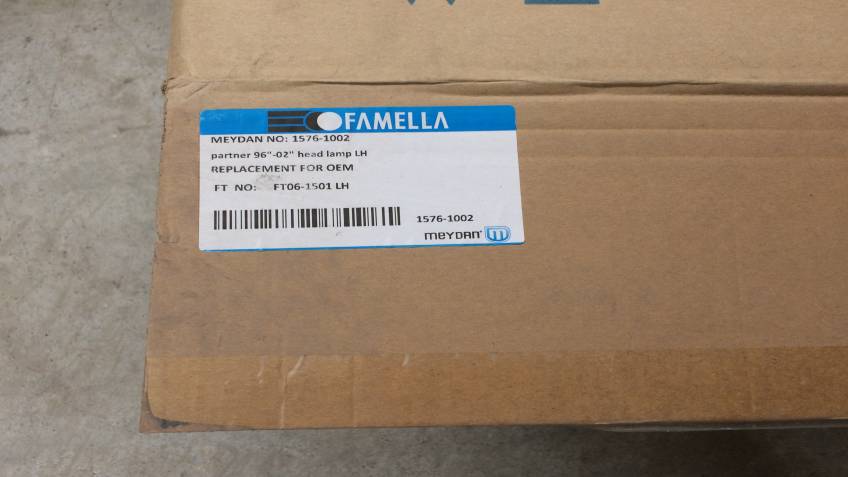 FAMELLA
MEYDAN NO: 1576-1002
partner 96"-02" head lamp LH
REPLACEMENT FOR OEM
FT NO: FT06-1501 LH
1576-1002
MEYDAN